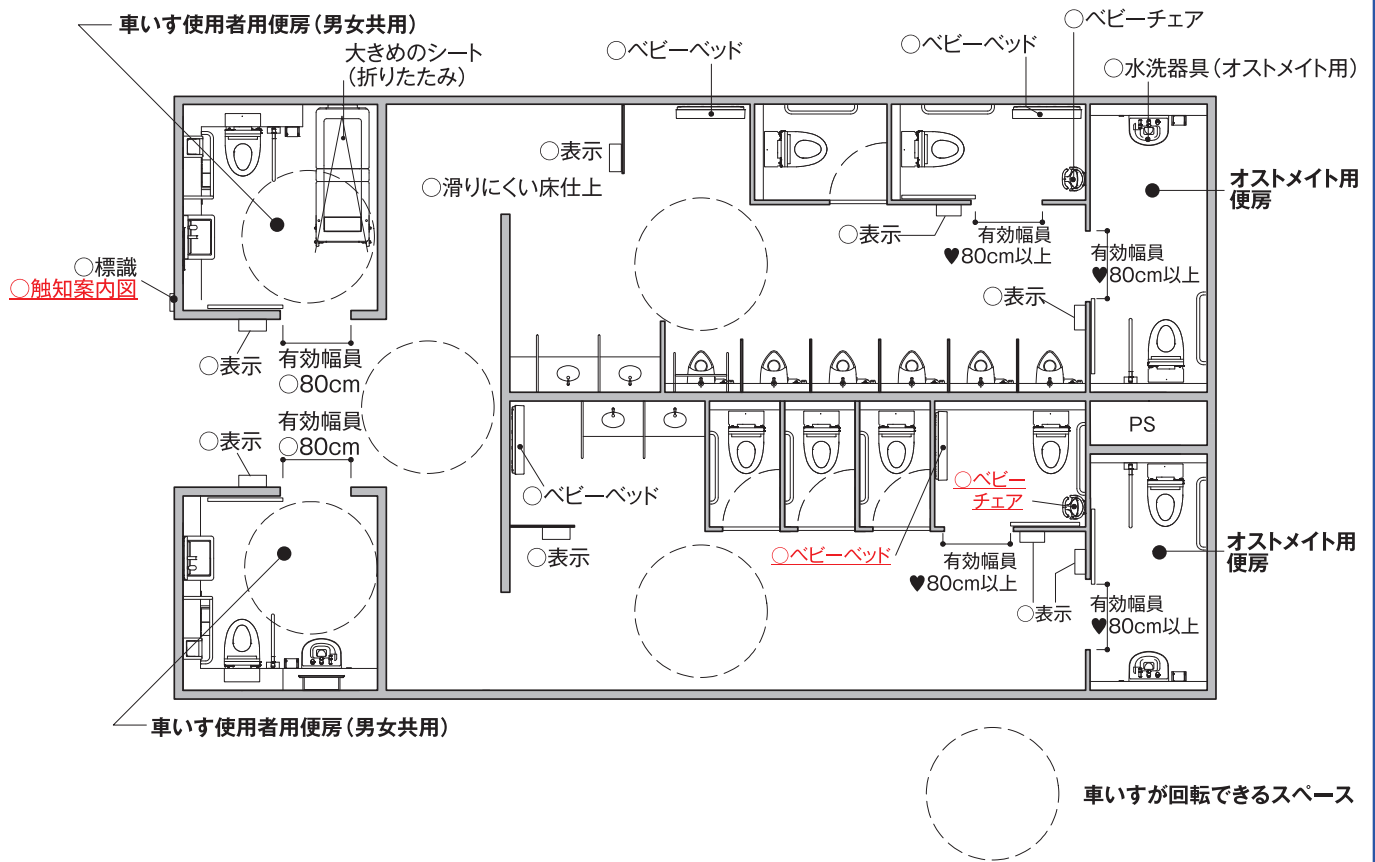 車いす使用者用便房(男女共用)
大きめのシート
(折りたたみ)
○ベビーベッド
○ベビーベッド
○ベビーチェア
○水洗器具(オストメイト用)
○表示
○滑りにくい床仕上
オストメイト用
便房
○表示
有効幅員
♥80cm以上
有効幅員
♥80cm以上
○標識
○触知案内図
○表示
○表示
有効幅員
○80cm
有効幅員
○80cm
○表示
PS
○ベビーベッド
○ベビー
チェア
○表示
○ベビーベッド
有効幅員
♥80cm以上
オストメイト用
便房
○表示
有効幅員
♥80cm以上
車いす使用者用便房(男女共用)
車いすが回転できるスペース